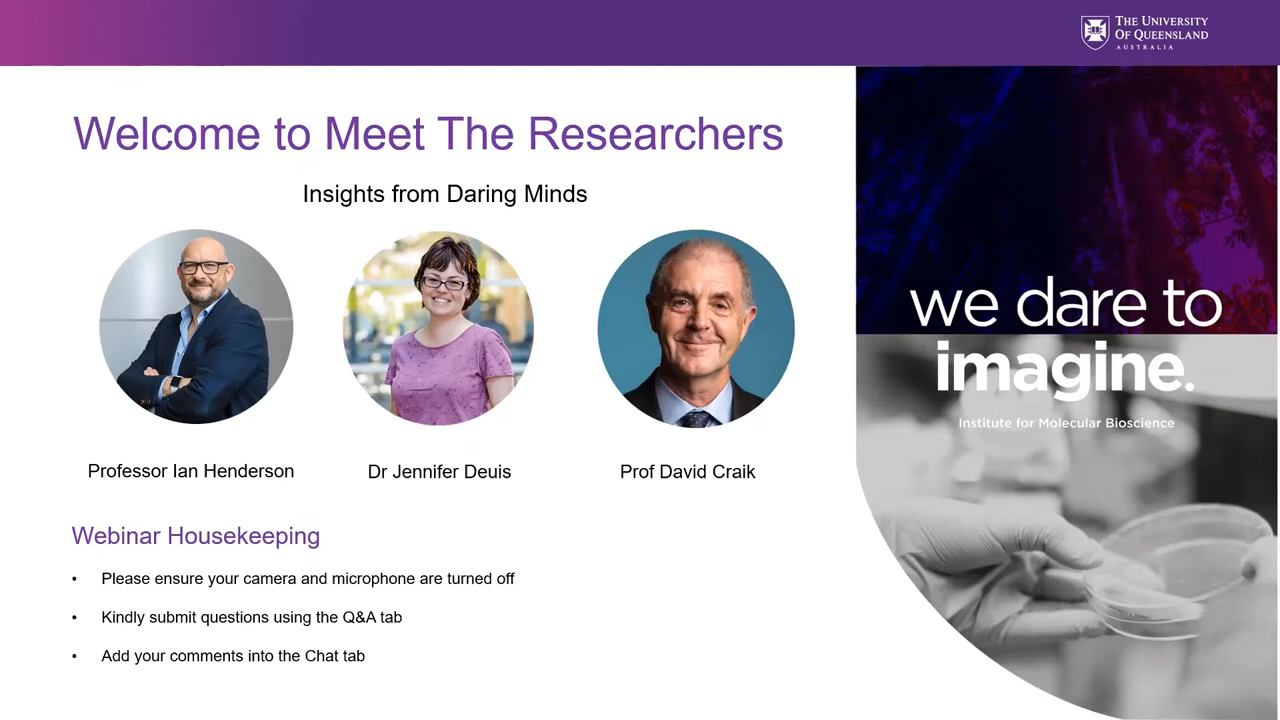 THE UNIVERSITY
OF QUEENSLAND
AUSTRALIA
Welcome to Meet The Researchers
Insights from Daring Minds
Professor Ian Henderson
Dr Jennifer Deuis
Prof David Craik
Webinar Housekeeping
• Please ensure your camera and microphone are turned off
• Kindly submit questions using the Q&A tab
• Add your comments into the Chat tab
we dare to
imagine.
Institute for Molecular Bioscience